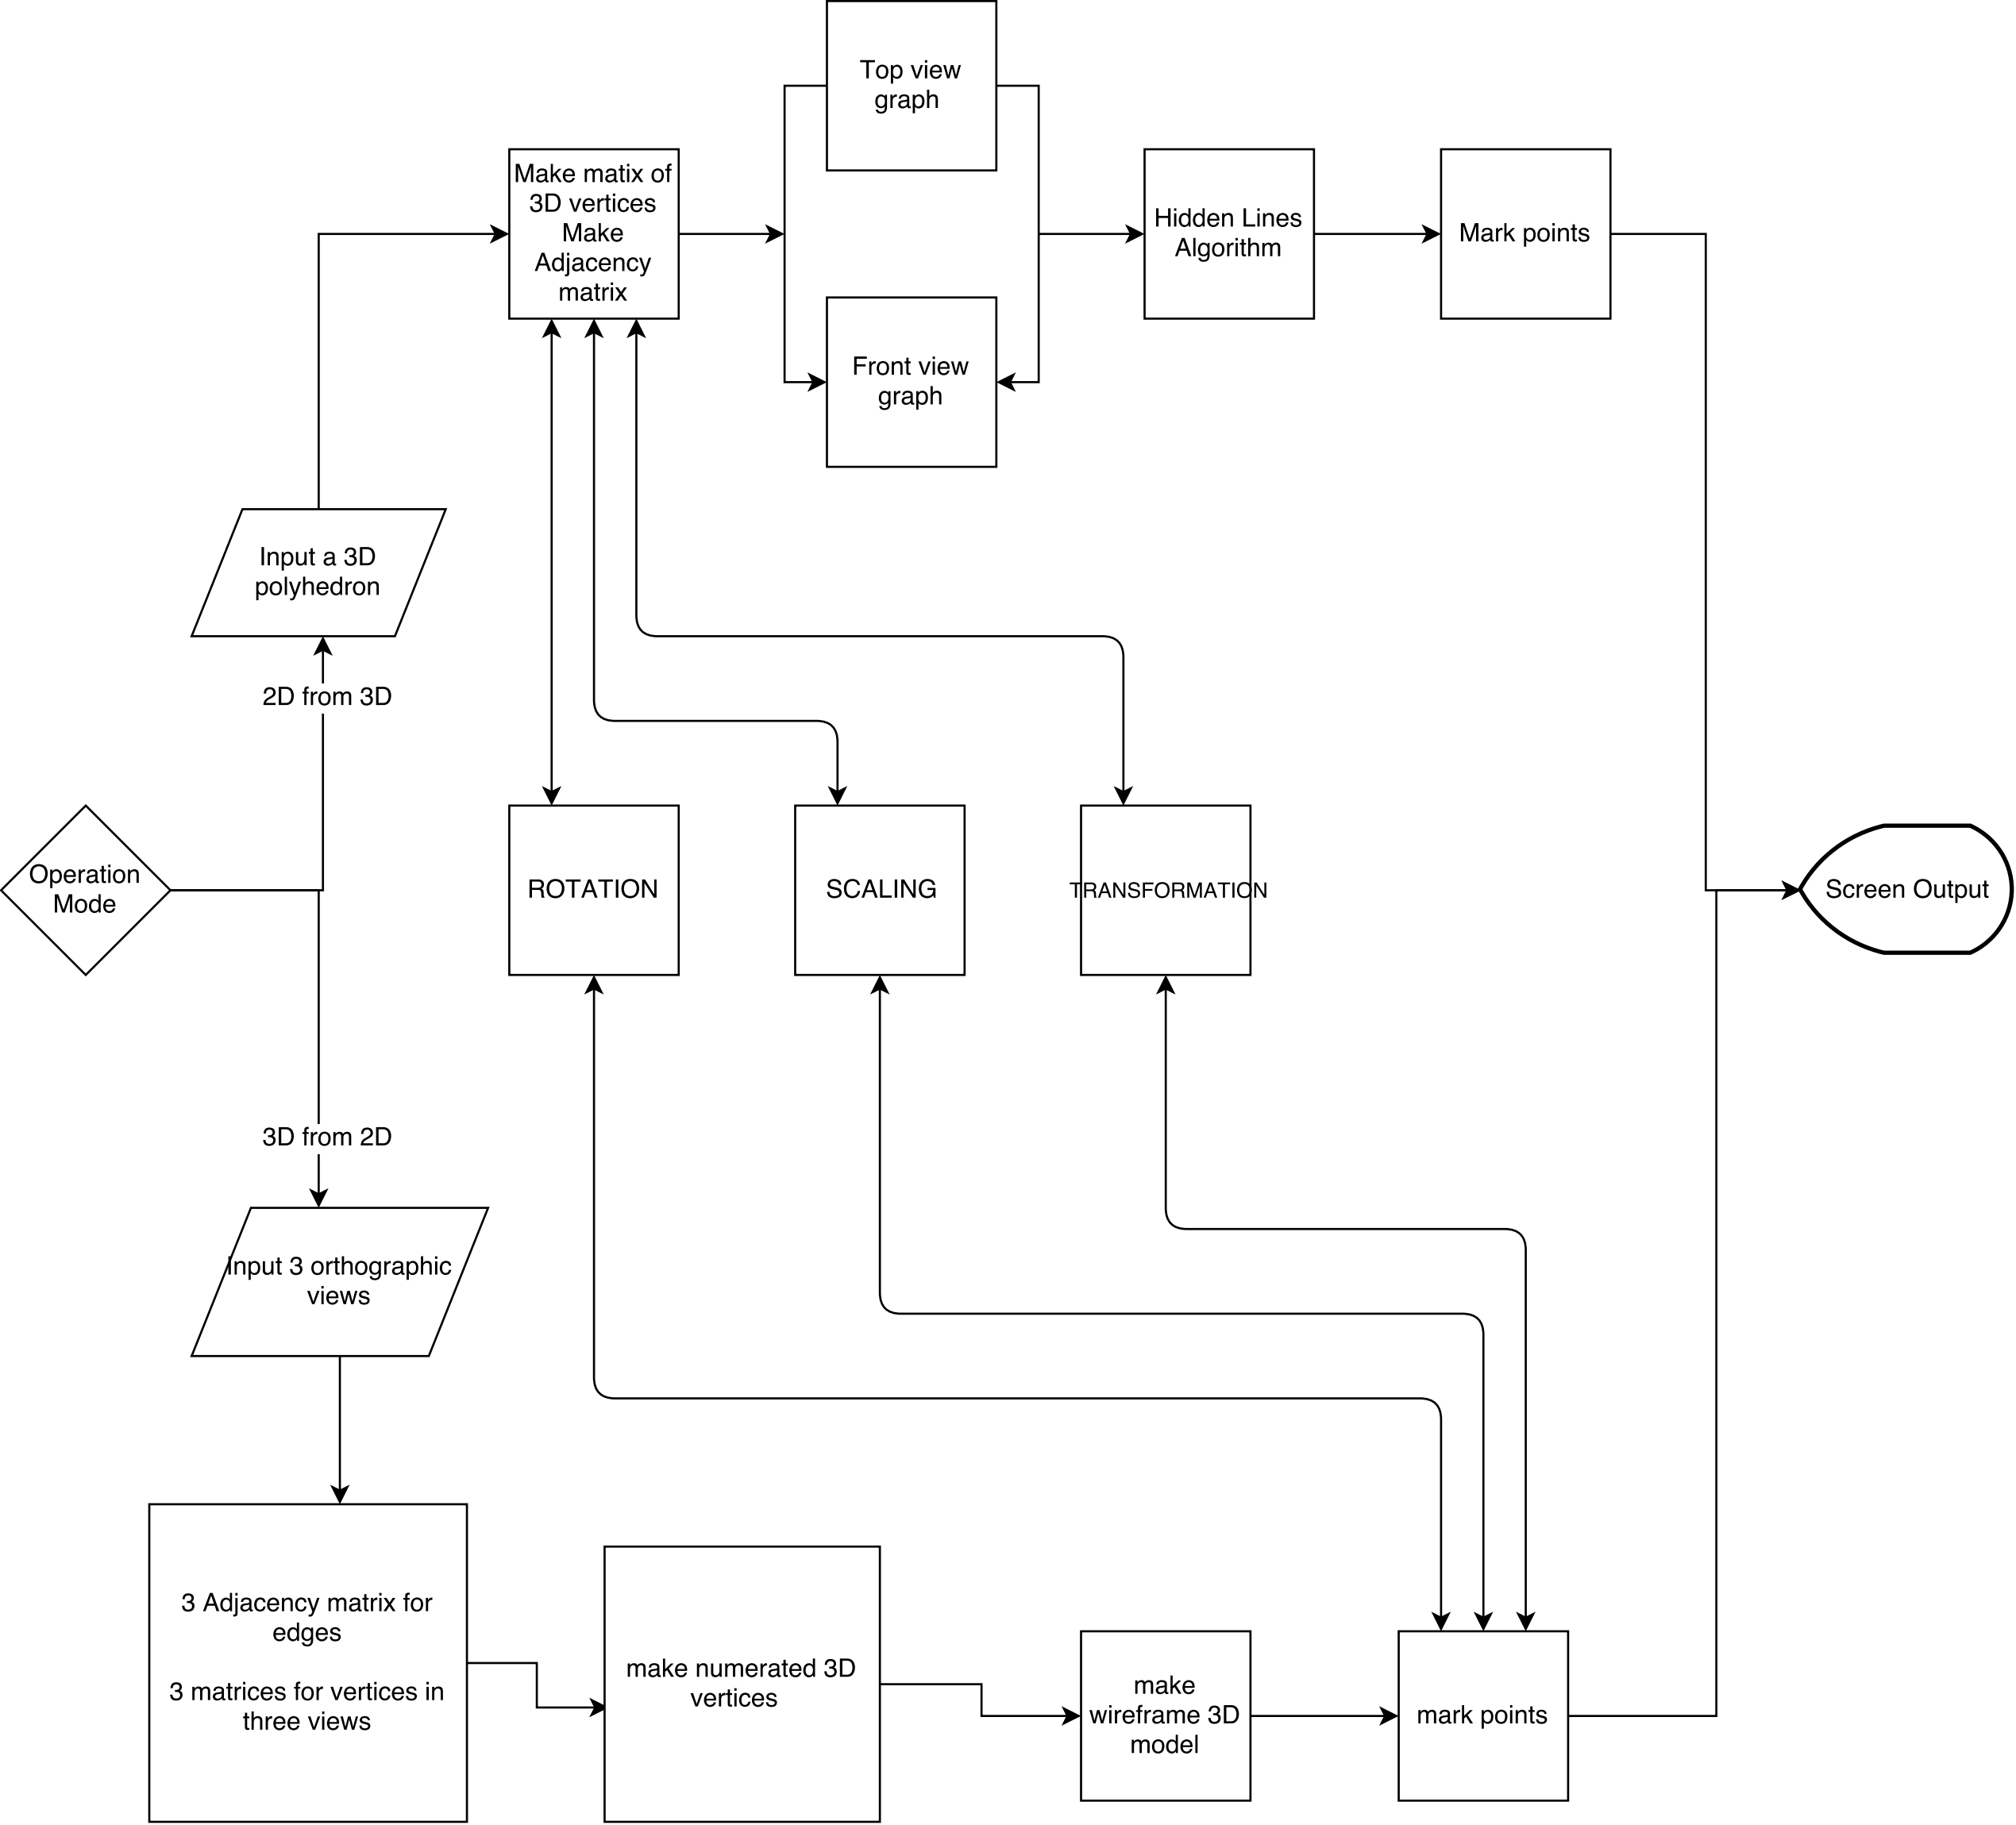 Top view
graph
Make matix of
3D vertices
Make
Adjacency
matrix
Hidden Lines
Algorithm
Mark points
Front view
graph
Input a 3D
polyhedron
2D from 3D
Operation
Mode
ROTATION
SCALING
TRANSFORMATION
Screen Output
3D from 2D
Input 3 orthographic
views
3 Adjacency matrix for
edges
3 matrices for vertices in
three views
make numerated 3D
vertices
make
wireframe 3D
model
mark points